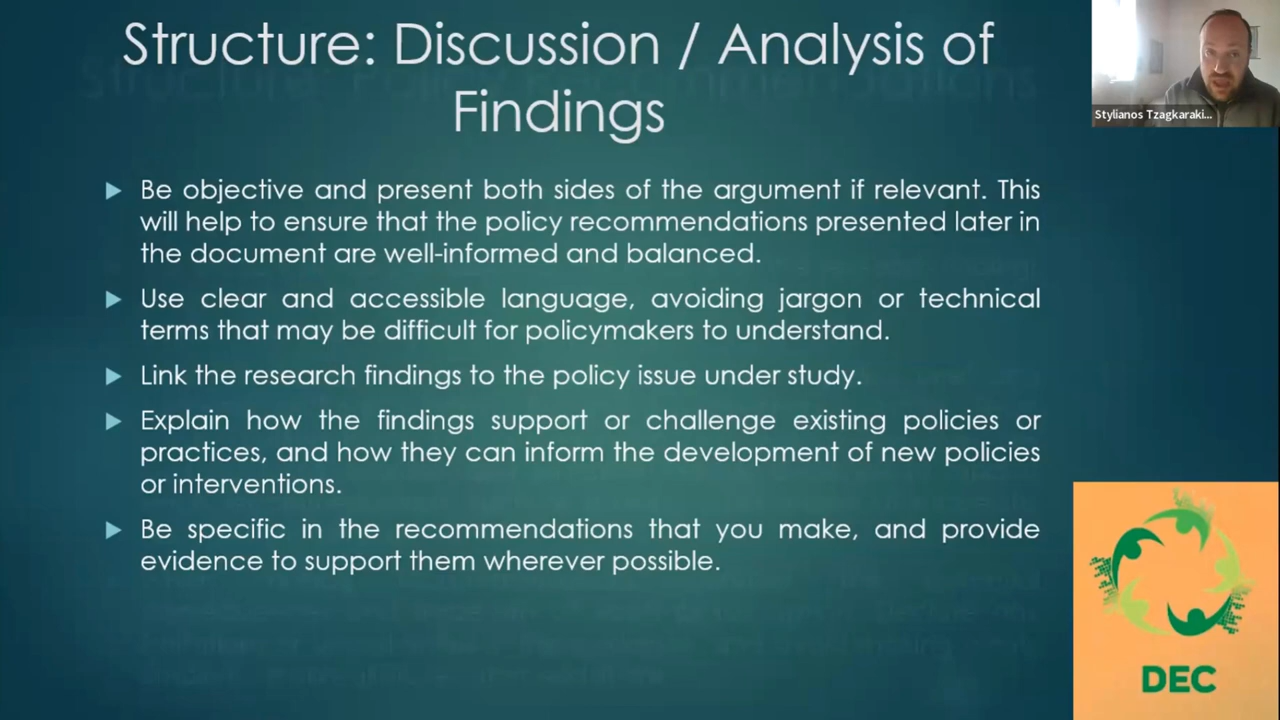 Structure: Discussion / Analysis of
Findings
Stylianos Tzagkaraki...
Be objective and present both sides of the argument if relevant. This
will help to ensure that the policy recommendations presented later in
the document are well-informed and balanced.
Use clear and accessible language, avoiding jargon or technical
terms that may be difficult for policymakers to understand.
Link the research findings to the policy issue under study.
Explain how the findings support or challenge existing policies or
practices, and how they can inform the development of new policies
or interventions.
Be specific in the recommendations that you make, and provide
evidence to support them wherever possible.
DEC